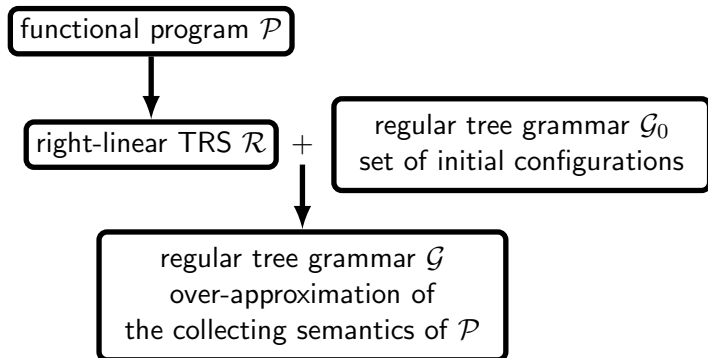 functional program 𝒫
right-linear TRS ℛ + regular tree grammar 𝒢₀
set of initial configurations
regular tree grammar 𝒢
over-approximation of
the collecting semantics of 𝒫